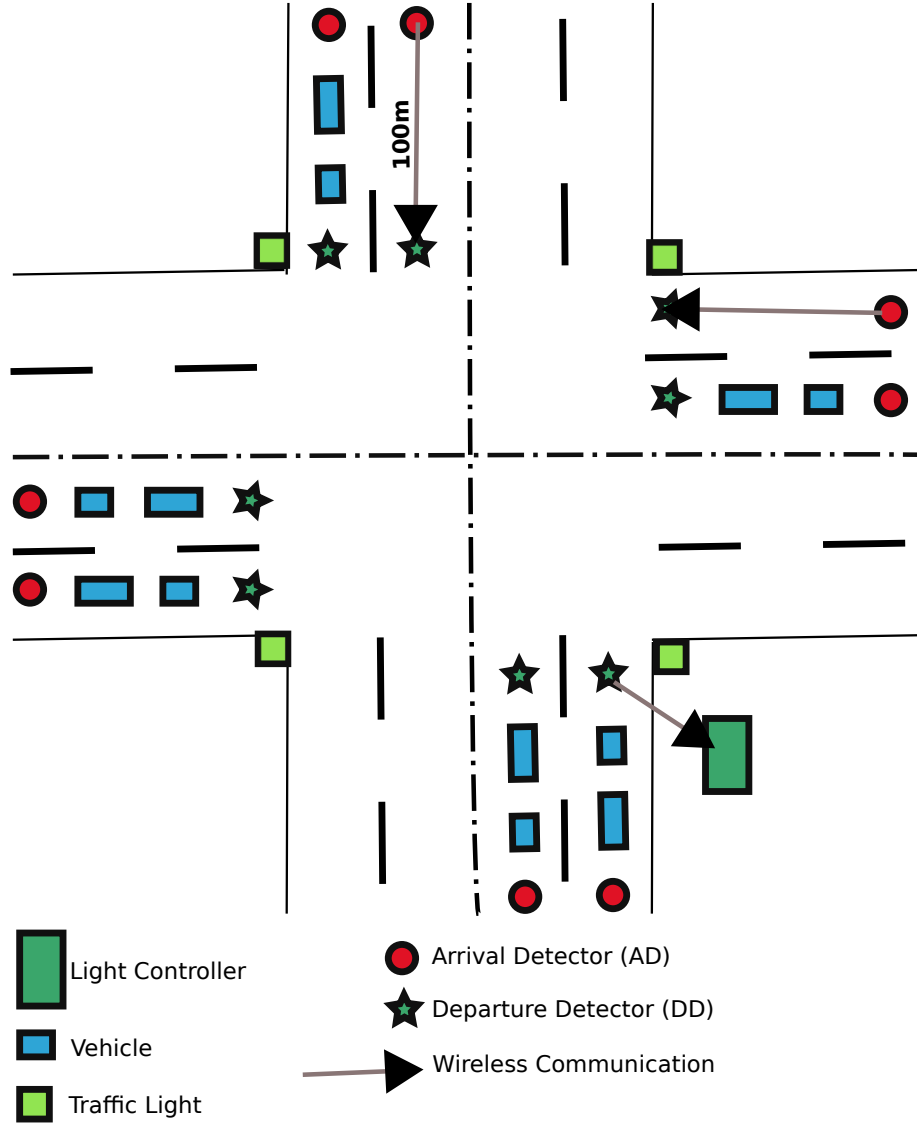 100m
Light Controller
Vehicle
Traffic Light
Arrival Detector (AD)
Departure Detector (DD)
Wireless Communication